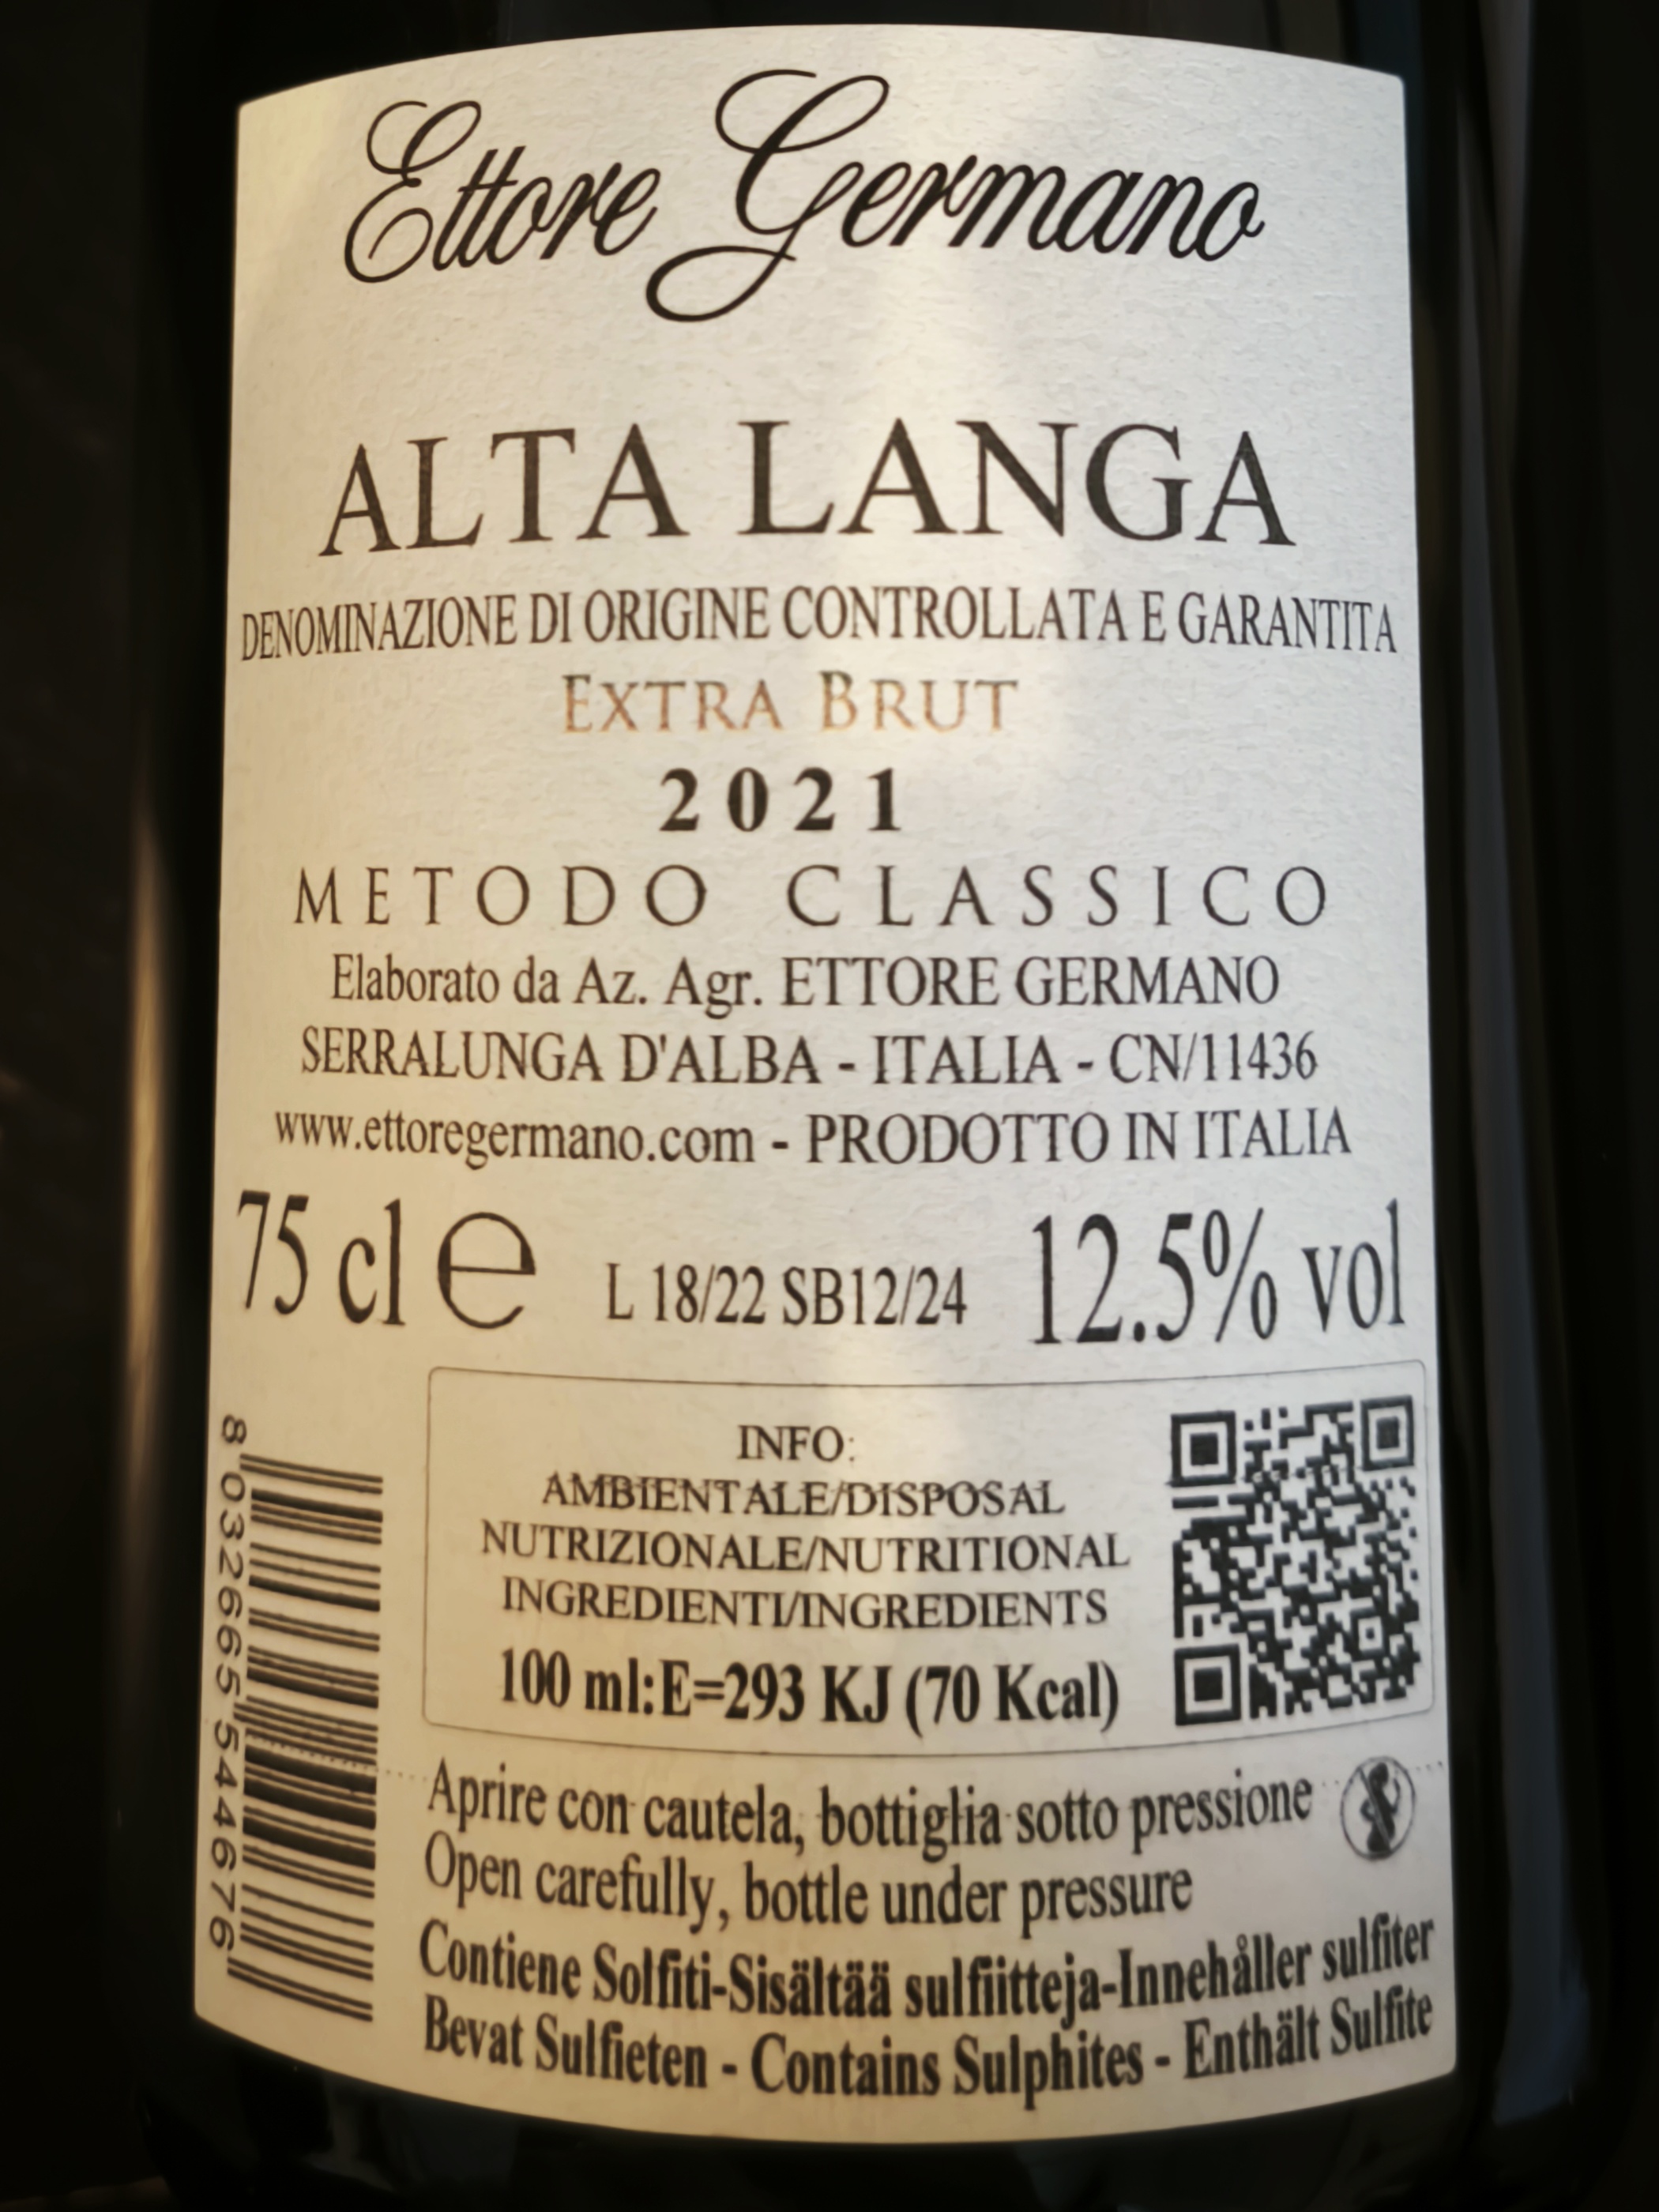 Ettore Germano
ALTA LANGA
DENOMINAZIONE DI ORIGINE CONTROLLATA E GARANTITA
EXTRA BRUT
2021
METODO CLASSICO
Elaborato da Az. Agr. ETTORE GERMANO
SERRALUNGA D'ALBA - ITALIA - CN/11436
www.ettoregermano.com - PRODOTTO IN ITALIA
75 cl e L 18/22 SB12/24 12.5% vol
INFO:
AMBIENTALE/DISPOSAL
NUTRIZIONALE/NUTRITIONAL
INGREDIENTI/INGREDIENTS
100 ml:E=293 KJ (70 Kcal)
8 032665 544676
Aprire con cautela, bottiglia sotto pressione
Open carefully, bottle under pressure
Contiene Solfiti-Sisältää sulfiitteja-Innehåller sulfiter
Bevat Sulfieten - Contains Sulphites - Enthält Sulfite